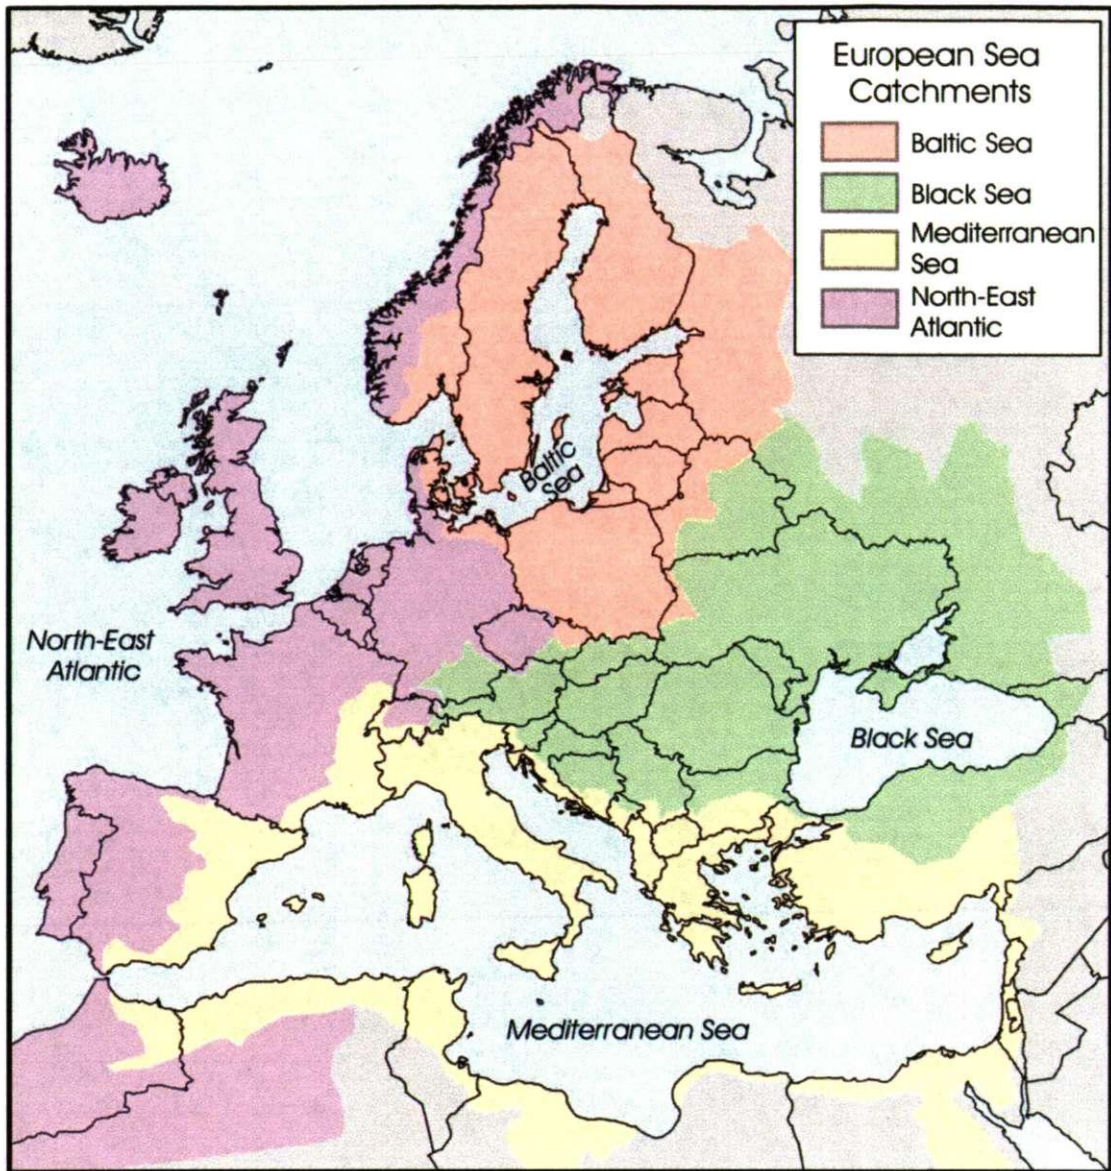 European Sea
Catchments
Baltic Sea
Black Sea
Mediterranean
Sea
North-East
Atlantic
Baltic
Sea
North-East
Atlantic
Black Sea
Mediterranean Sea